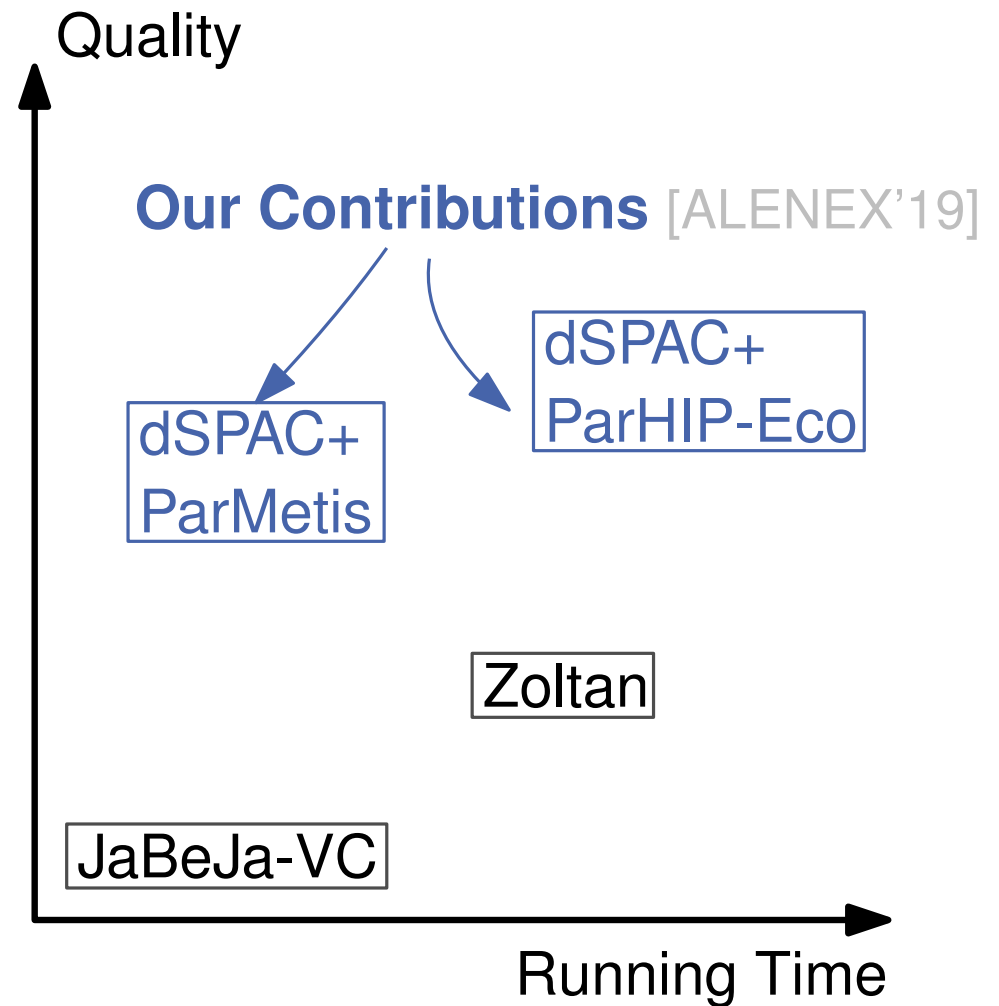 Quality
Our Contributions [ALENEX'19]
dSPAC+
ParHIP-Eco
dSPAC+
ParMetis
Zoltan
JaBeJa-VC
Running Time